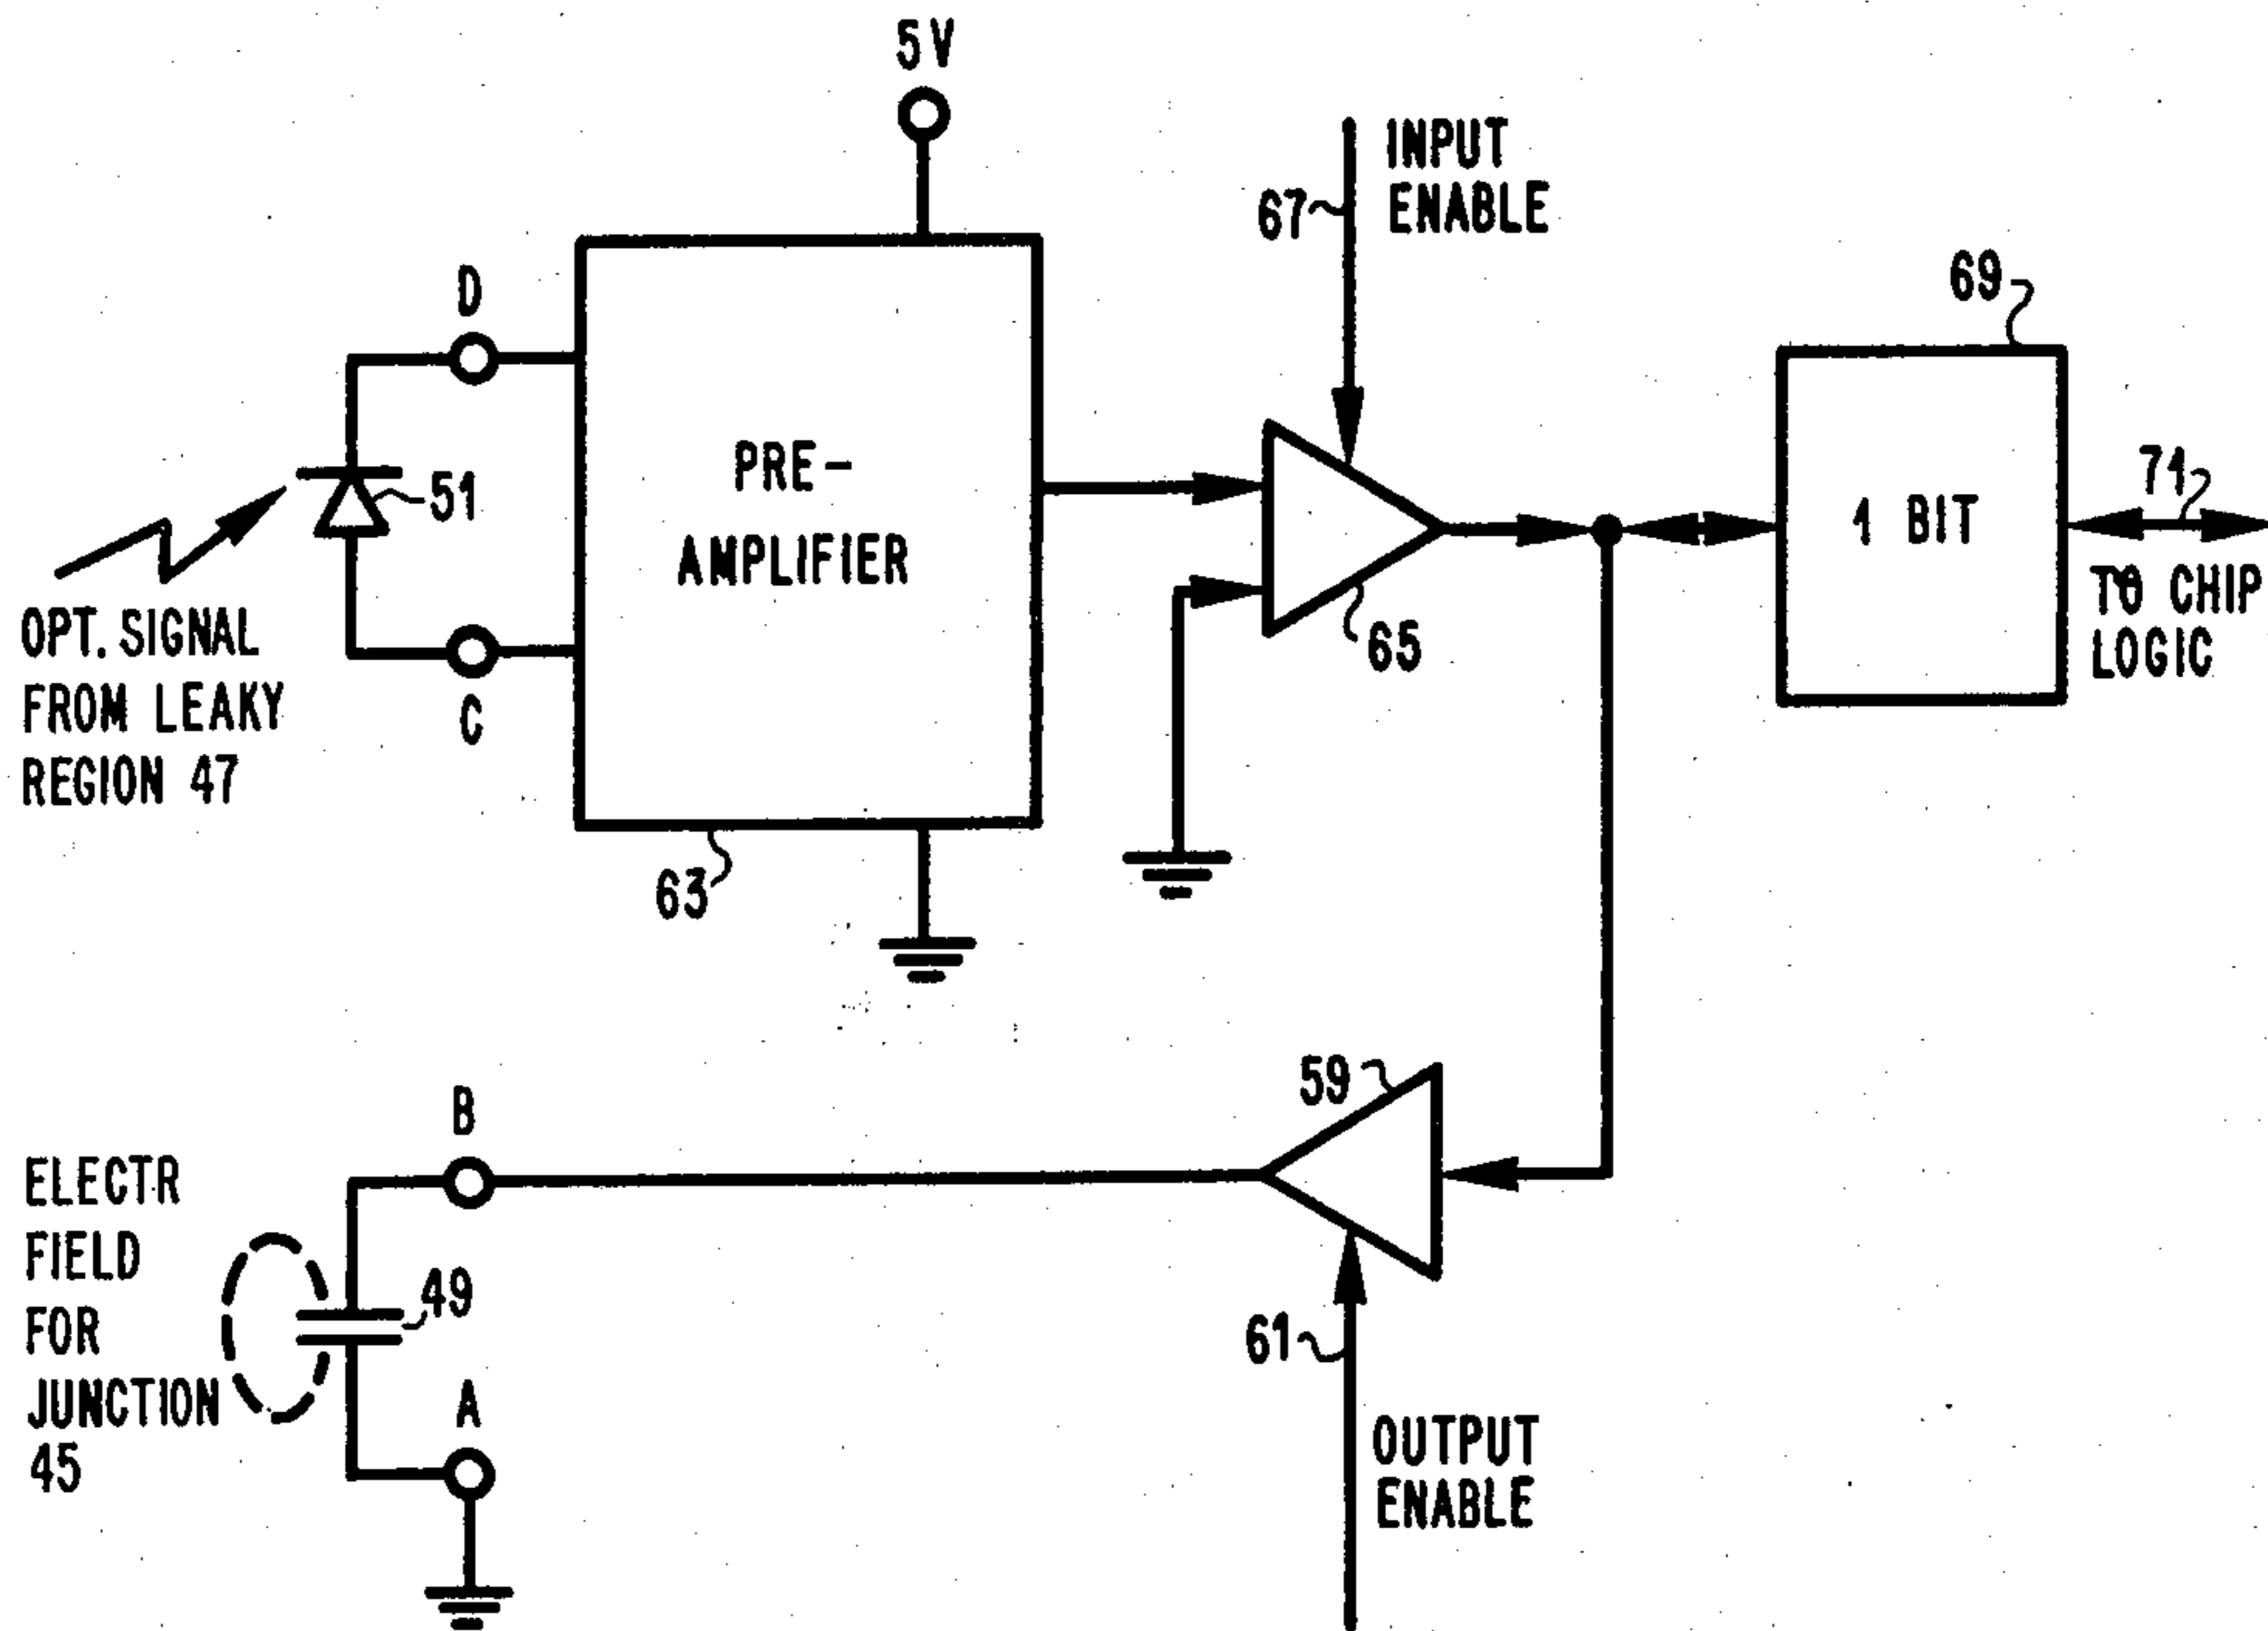 5V
INPUT
ENABLE
67
69
D
51
PRE-
AMPLIFIER
1 BIT
71
TO CHIP
LOGIC
65
OPT. SIGNAL
FROM LEAKY
REGION 47
C
63
59
B
ELECTR
FIELD
FOR
JUNCTION
45
49
A
61
OUTPUT
ENABLE